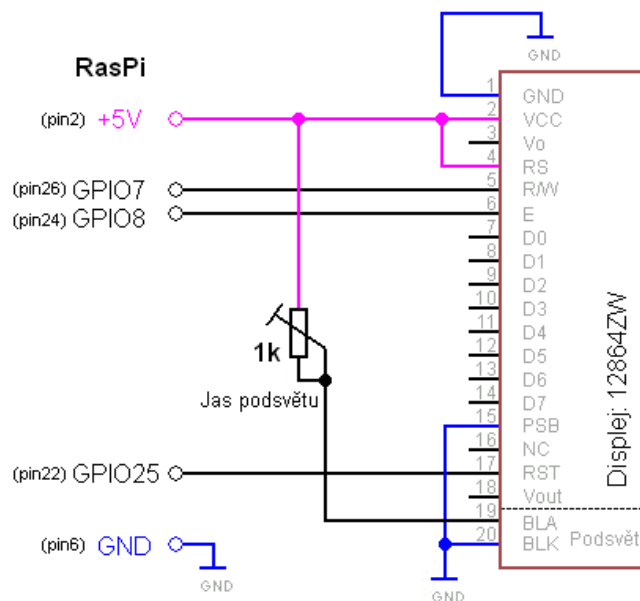 GND
RasPi
(pin2) +5V
(pin26) GPIO7
(pin24) GPIO8
1k
Jas podsvětu
(pin22) GPIO25
(pin6) GND
GND
GND
1 GND
2 VCC
3 Vo
4 RS
5 R/W
6 E
7 D0
8 D1
9 D2
10 D3
11 D4
12 D5
13 D6
14 D7
15 PSB
16 NC
17 RST
18 Vout
19 BLA
20 BLK
Podsvět
Displej: 12864ZW